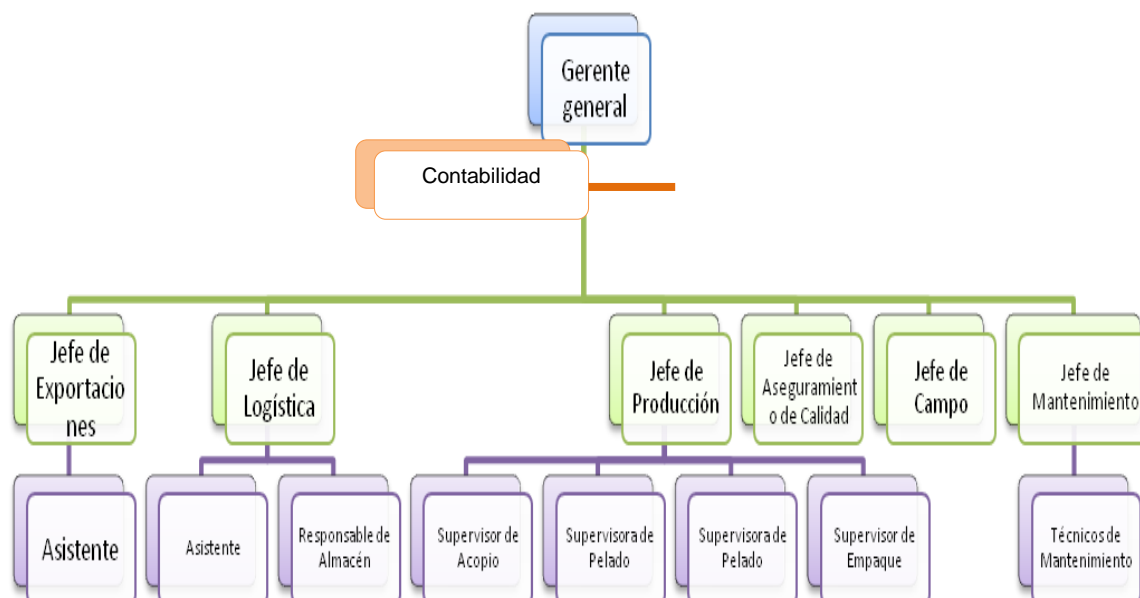 Gerente
general
Contabilidad
Jefe de
Exportacio
nes
Jefe de
Logística
Jefe de
Producción
Jefe de
Aseguramient
o de Calidad
Jefe de
Campo
Jefe de
Mantenimiento
Asistente
Asistente
Responsable de
Almacén
Supervisor de
Acopio
Supervisora de
Pelado
Supervisora de
Pelado
Supervisor de
Empaque
Técnicos de
Mantenimiento